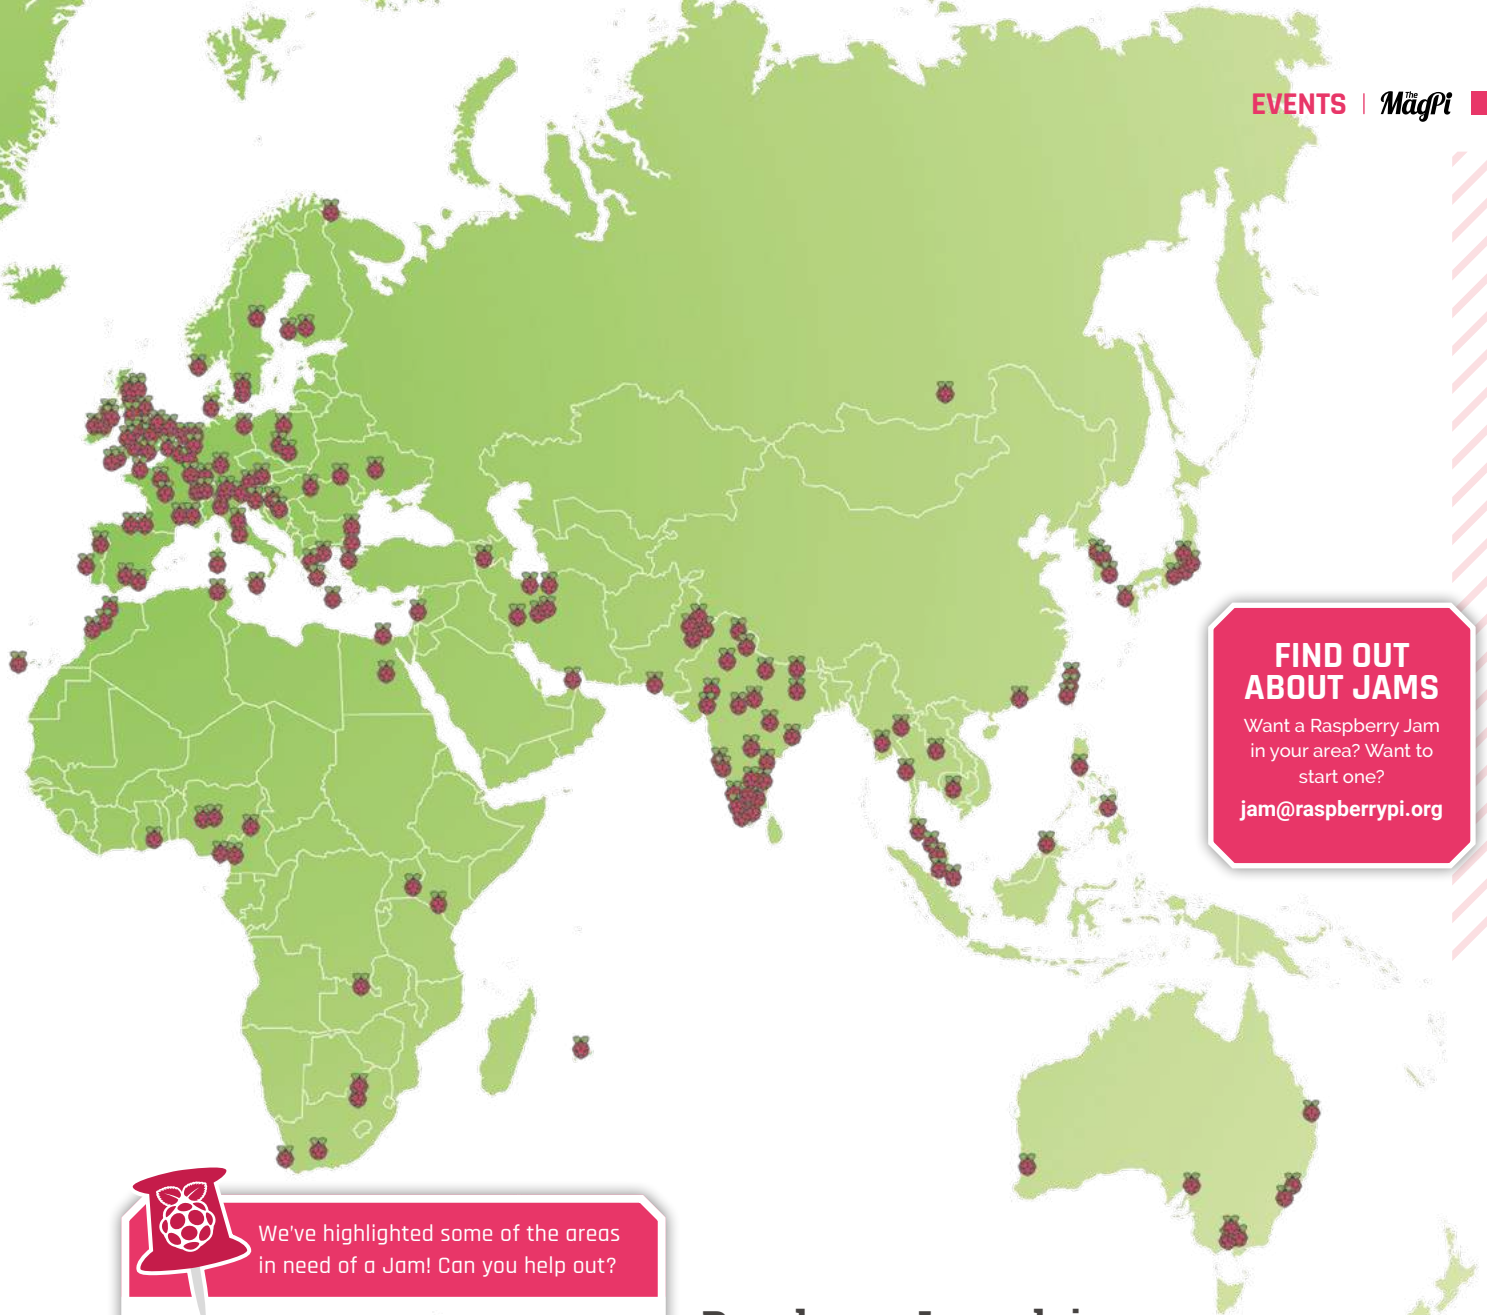 EVENTS | The MagPi
FIND OUT
ABOUT JAMS
Want a Raspberry Jam
in your area? Want to
start one?
jam@raspberrypi.org
We've highlighted some of the areas
in need of a Jam! Can you help out?